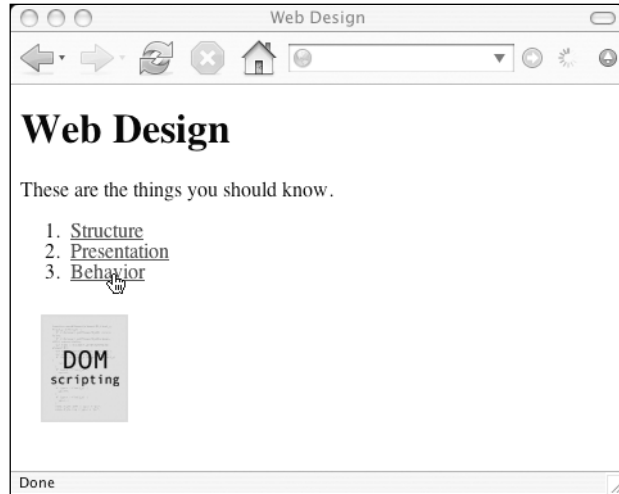 Web Design
Web Design
These are the things you should know.
1. Structure
2. Presentation
3. Behavior
DOM
scripting
Done